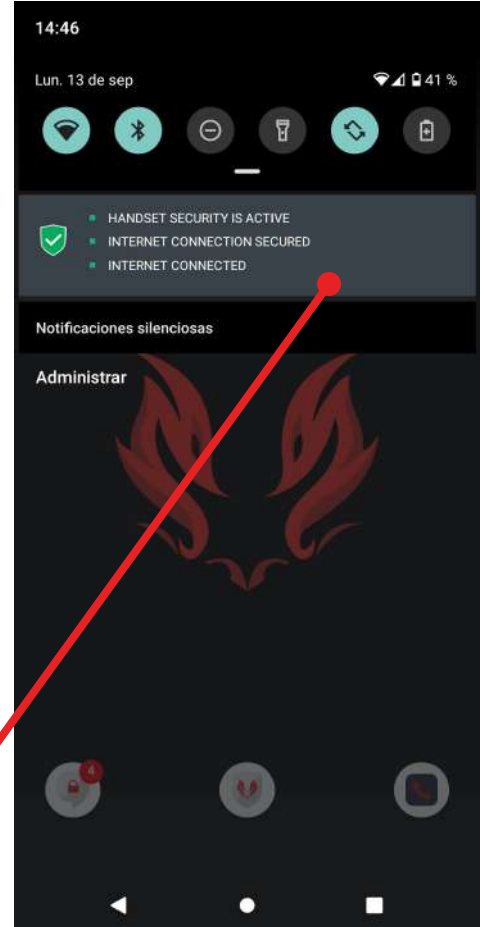 14:46
Lun. 13 de sep 41 %
HANDSET SECURITY IS ACTIVE
INTERNET CONNECTION SECURED
INTERNET CONNECTED
Notificaciones silenciosas
Administrar
4